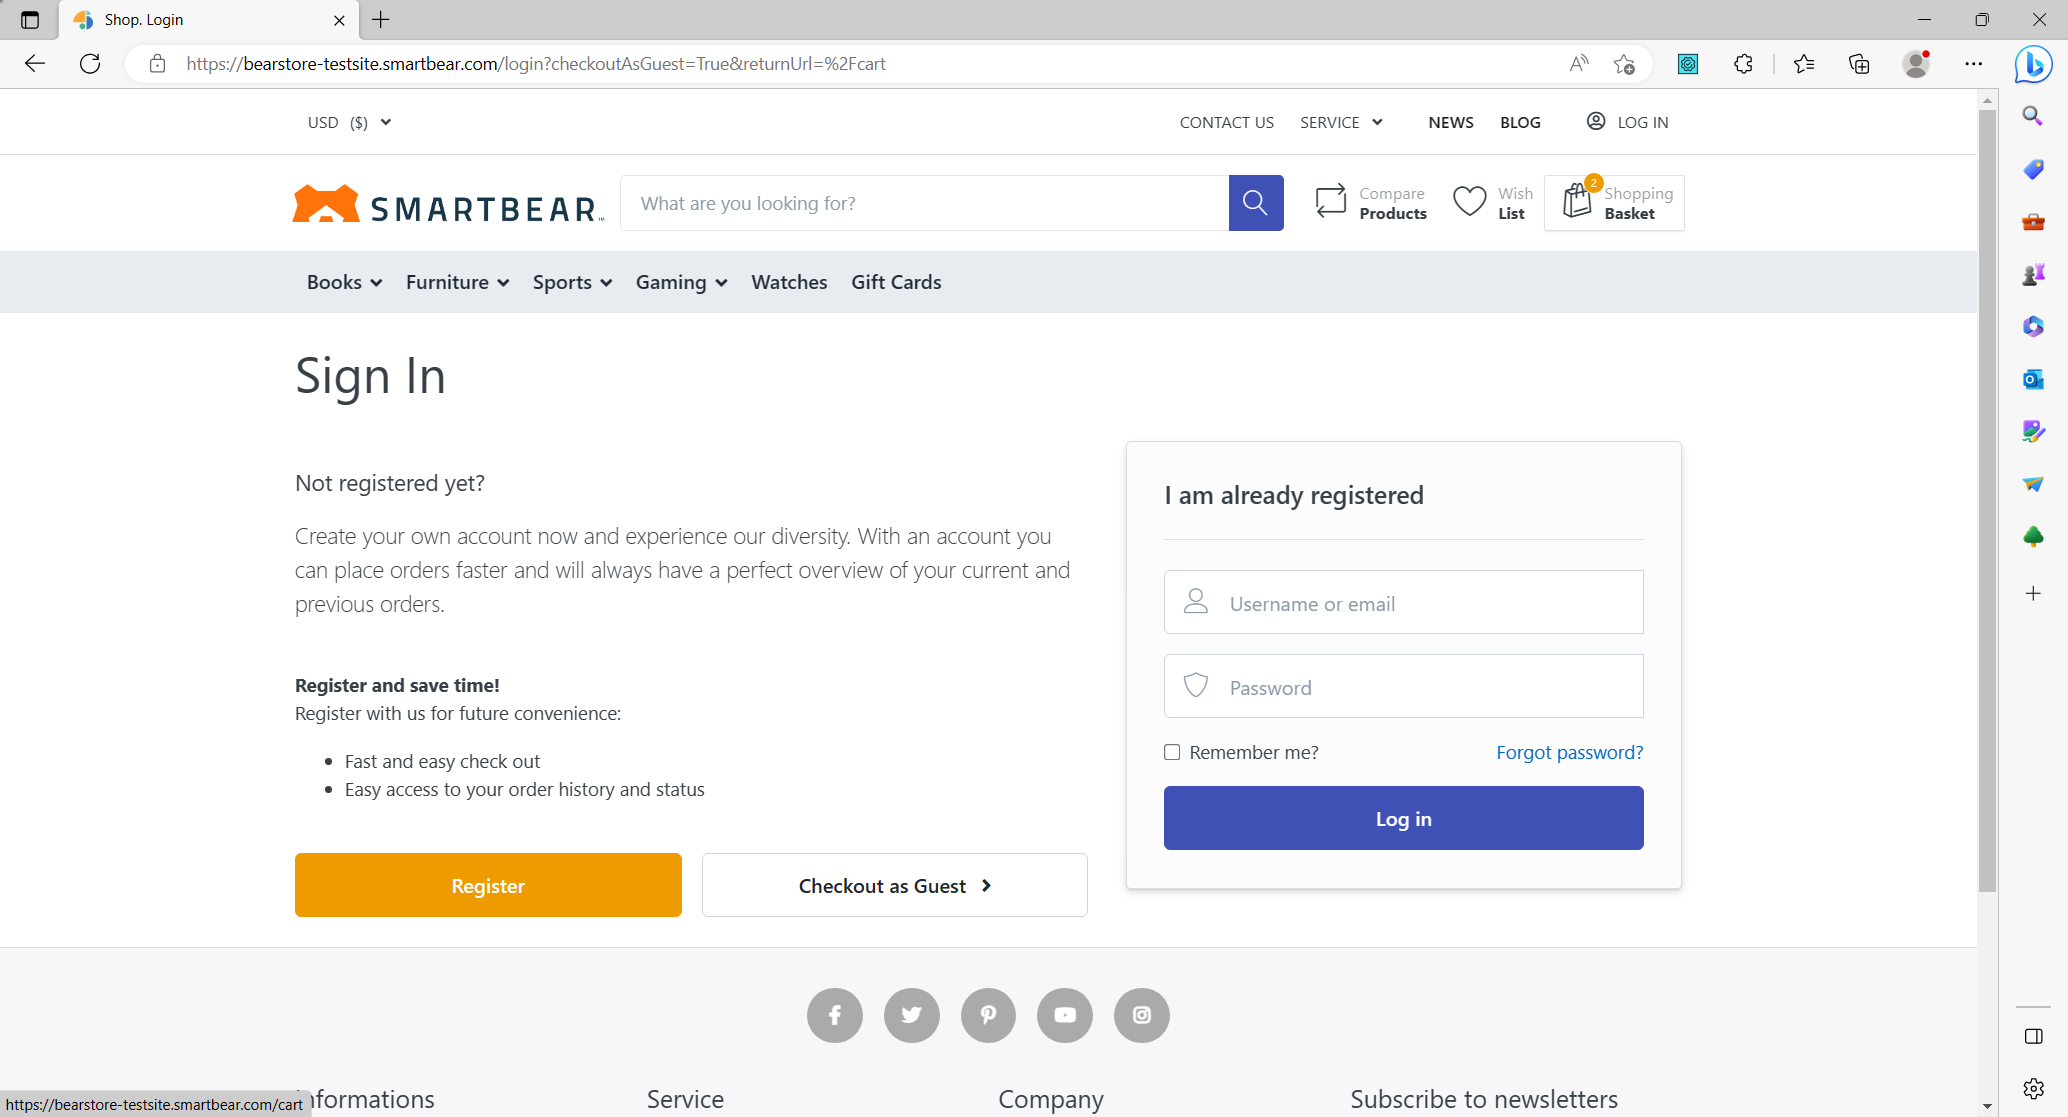 Shop. Login
https://bearstore-testsite.smartbear.com/login?checkoutAsGuest=True&returnUrl=%2Fcart
USD ($)
CONTACT US SERVICE NEWS BLOG LOG IN
SMARTBEAR
What are you looking for?
Compare
Products
Wish
List
2
Shopping
Basket
Books Furniture Sports Gaming Watches Gift Cards
Sign In
Not registered yet?
Create your own account now and experience our diversity. With an account you
can place orders faster and will always have a perfect overview of your current and
previous orders.
Register and save time!
Register with us for future convenience:
• Fast and easy check out
• Easy access to your order history and status
Register
Checkout as Guest
I am already registered
Username or email
Password
Remember me?
Forgot password?
Log in
nformations
Service
Company
Subscribe to newsletters
https://bearstore-testsite.smartbear.com/cart